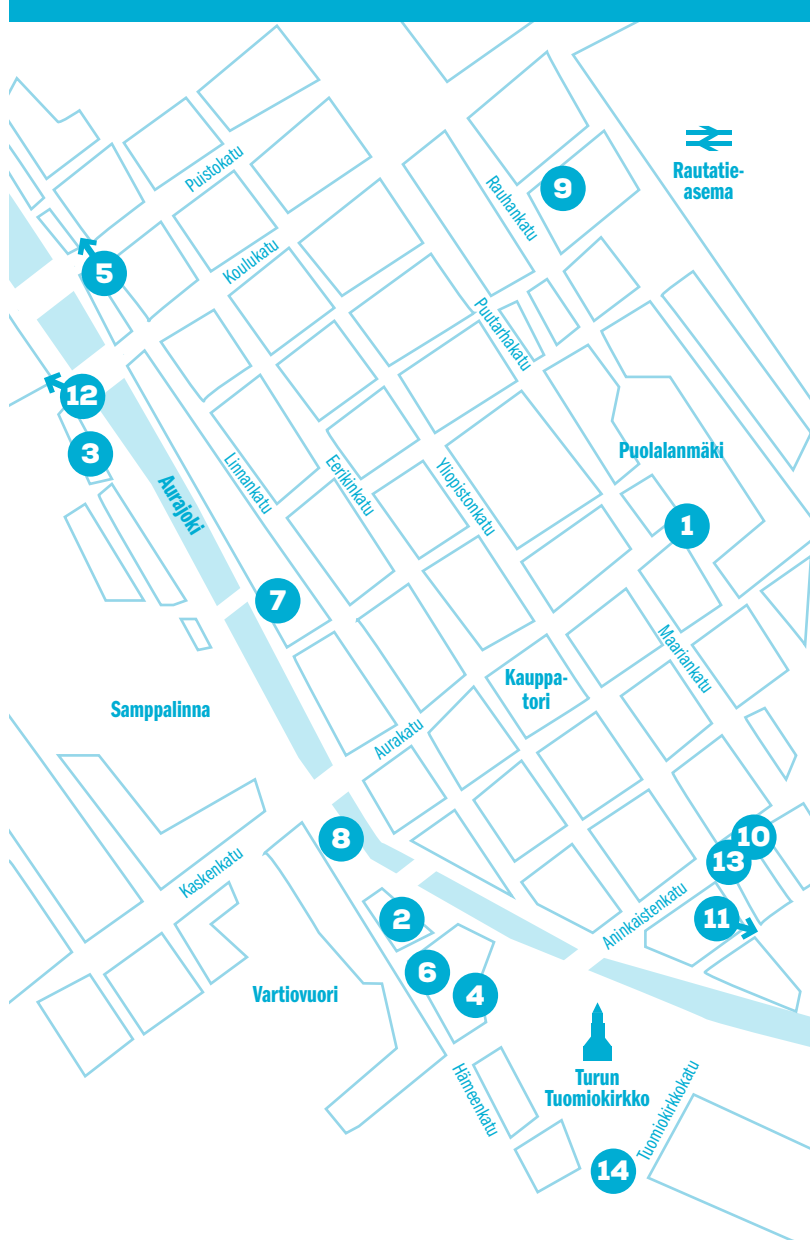 Puistokatu
Rauhankatu
9
Rautatie-
asema
Koulukatu
5
Puutarhakatu
12
3
Aurajoki
Linnankatu
Eerikinkatu
Yliopistonkatu
Puolalanmäki
1
7
Maariankatu
Kauppa-
tori
Samppalinna
Aurakatu
8
10
13
Kaskenkatu
2
Aninkaistenkatu
11
6
4
Vartiovuori
Hämeenkatu
Turun
Tuomiokirkko
Tuomiokirkkokatu
14